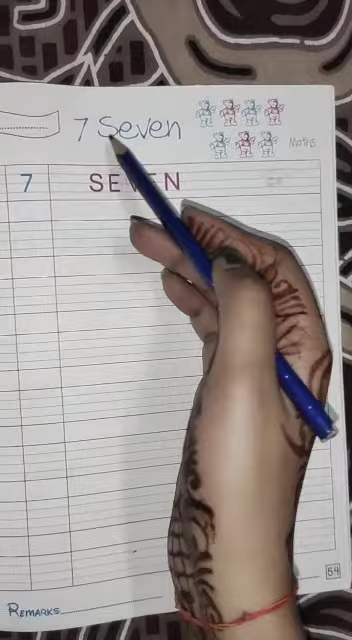 7 Seven
Maths
7 SEVEN
54
REMARKS